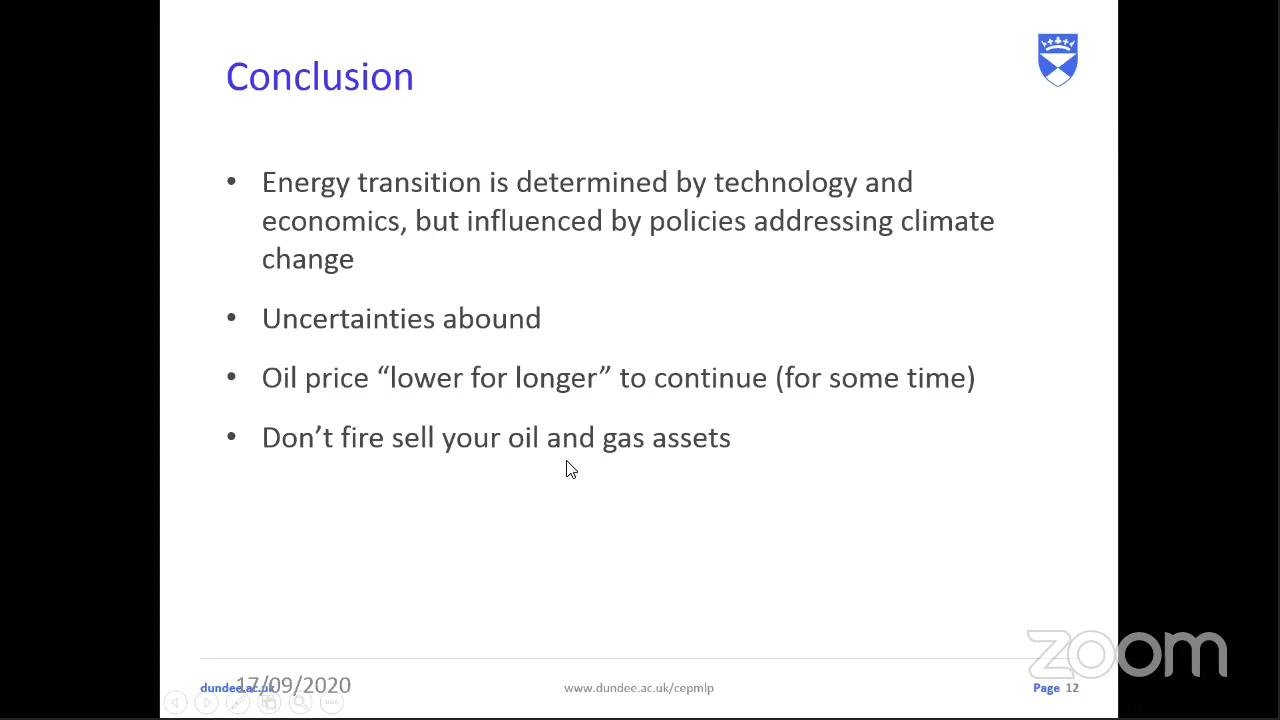 Conclusion
• Energy transition is determined by technology and
economics, but influenced by policies addressing climate
change
• Uncertainties abound
• Oil price “lower for longer” to continue (for some time)
• Don’t fire sell your oil and gas assets
zoom
dundee.ac.uk
17/09/2020
www.dundee.ac.uk/cepmlp
Page 12